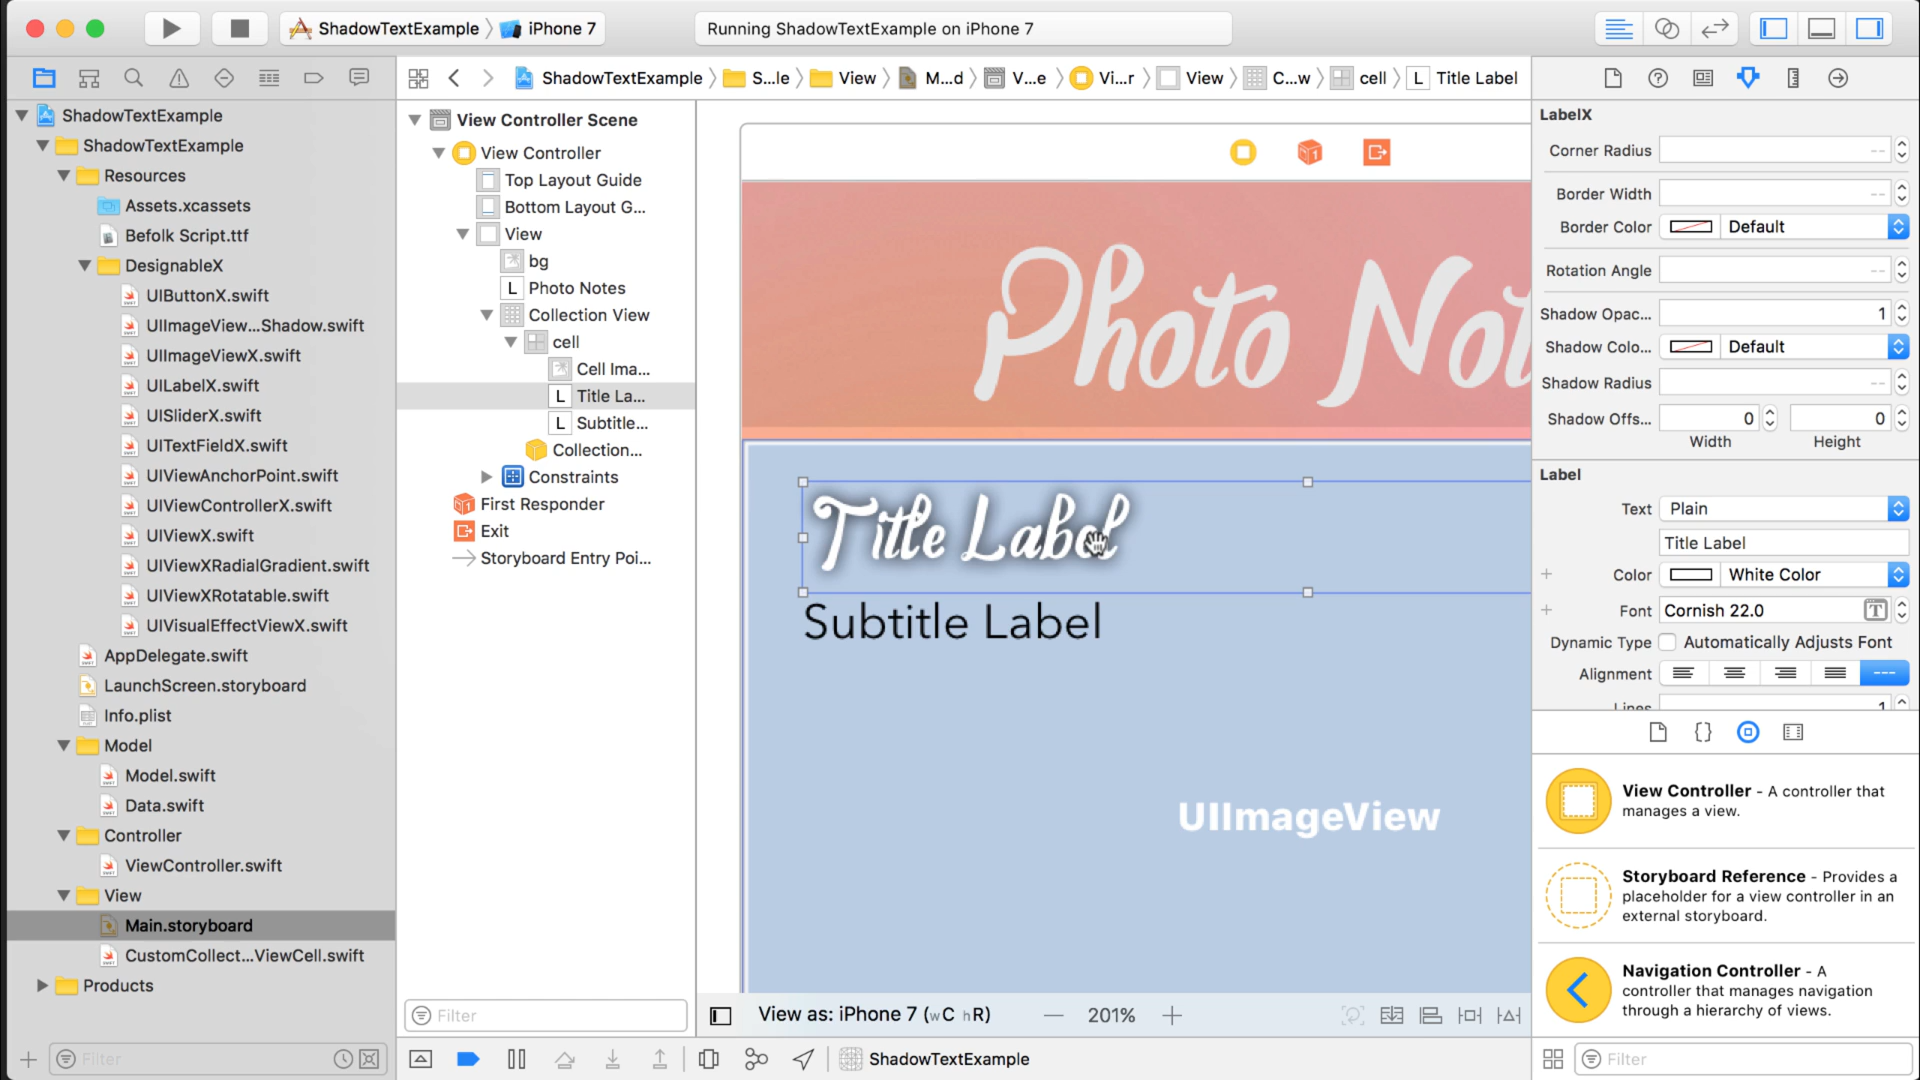 ShadowTextExample
iPhone 7
Running ShadowTextExample on iPhone 7
ShadowTextExample
S...le
View
M...d
V...e
Vi...r
View
C...w
cell
L
Title Label
ShadowTextExample
ShadowTextExample
Resources
Assets.xcassets
Befolk Script.ttf
DesignableX
UIButtonX.swift
UIImageView...Shadow.swift
UIImageViewX.swift
UILabelX.swift
UISliderX.swift
UITextFieldX.swift
UIViewAnchorPoint.swift
UIViewControllerX.swift
UIViewX.swift
UIViewXRadialGradient.swift
UIViewXRotatable.swift
UIVisualEffectViewX.swift
AppDelegate.swift
LaunchScreen.storyboard
Info.plist
Model
Model.swift
Data.swift
Controller
ViewController.swift
View
Main.storyboard
CustomCollect...ViewCell.swift
Products
Filter
View Controller Scene
View Controller
Top Layout Guide
Bottom Layout G...
View
bg
L Photo Notes
Collection View
cell
Cell Ima...
L Title La...
L Subtitle...
Collection...
Constraints
First Responder
Exit
Storyboard Entry Poi...
Filter
Photo Not
Title Label
Subtitle Label
UIImageView
View as: iPhone 7 (wC hR)
201%
ShadowTextExample
LabelX
Corner Radius --
Border Width --
Border Color Default
Rotation Angle --
Shadow Opac... 1
Shadow Colo... Default
Shadow Radius --
Shadow Offs... 0 0
Width Height
Label
Text Plain
Title Label
Color White Color
Font Cornish 22.0 T
Dynamic Type Automatically Adjusts Font
Alignment ---
Lines 1
View Controller - A controller that
manages a view.
Storyboard Reference - Provides a
placeholder for a view controller in an
external storyboard.
Navigation Controller - A
controller that manages navigation
through a hierarchy of views.
Filter